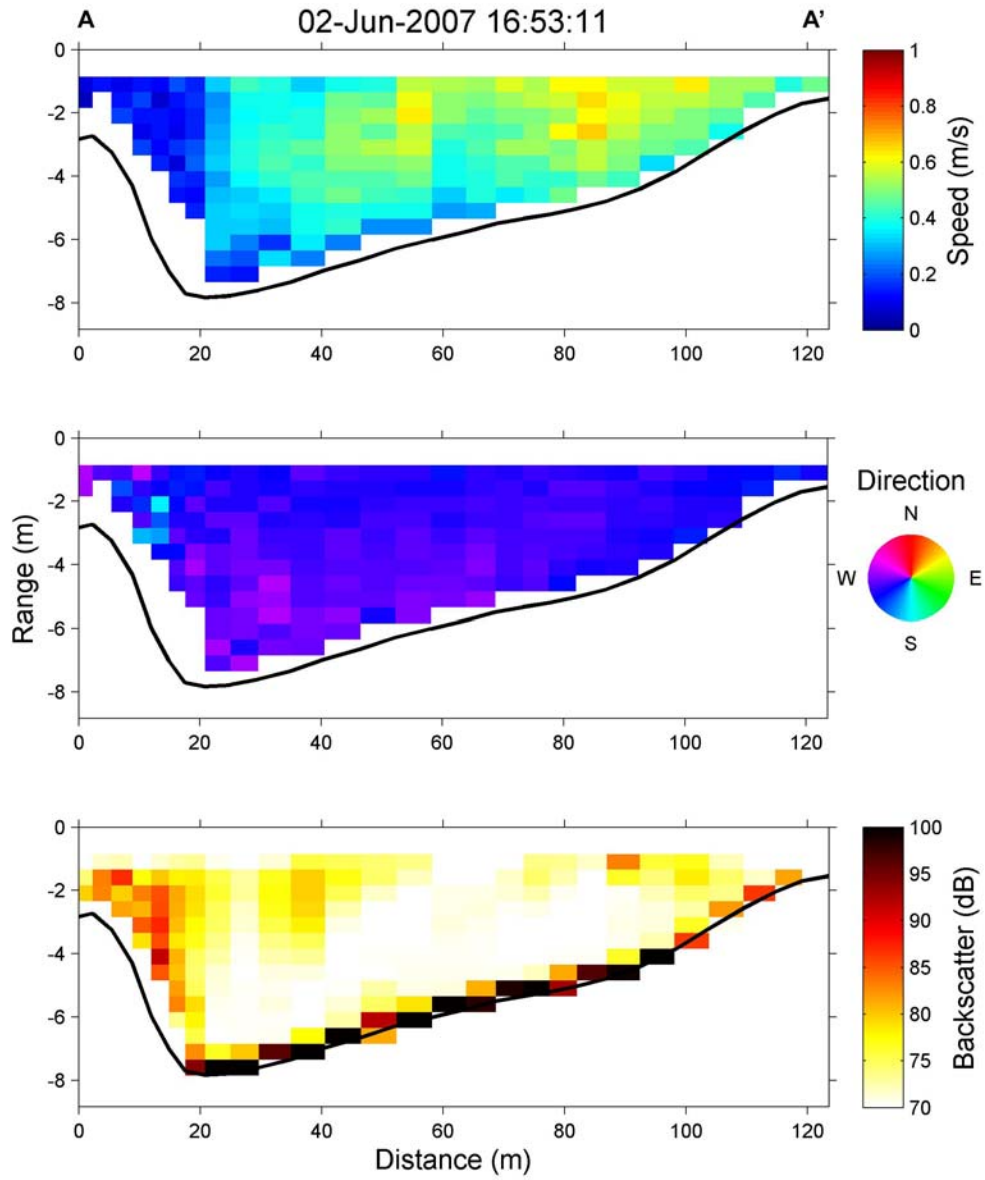 A 02-Jun-2007 16:53:11 A'
0
-2
-4
-6
-8
0 20 40 60 80 100 120
1
0.8
0.6
0.4
0.2
0
Speed (m/s)
0
-2
-4
-6
-8
0 20 40 60 80 100 120
Range (m)
Direction
N
W E
S
0
-2
-4
-6
-8
0 20 40 60 80 100 120
Distance (m)
100
95
90
85
80
75
70
Backscatter (dB)